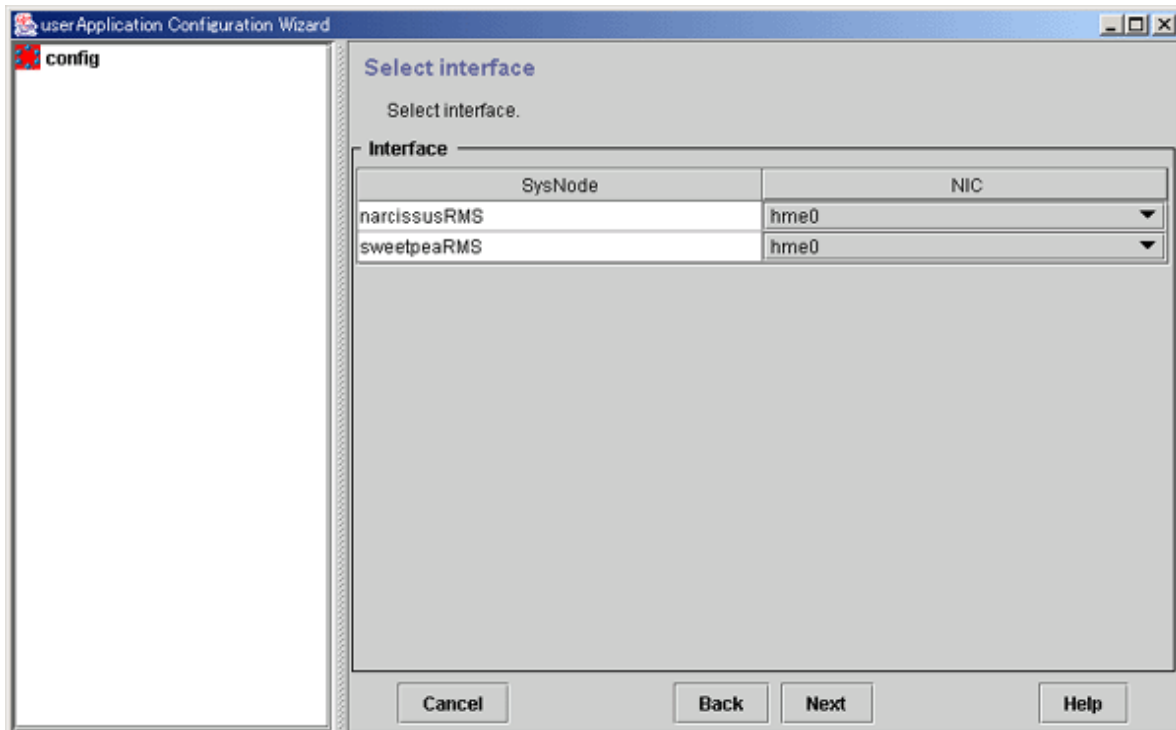 userApplication Configuration Wizard
config
Select interface
Select interface.
Interface
SysNode NIC
narcissusRMS hme0
sweetpeaRMS hme0
Cancel Back Next Help